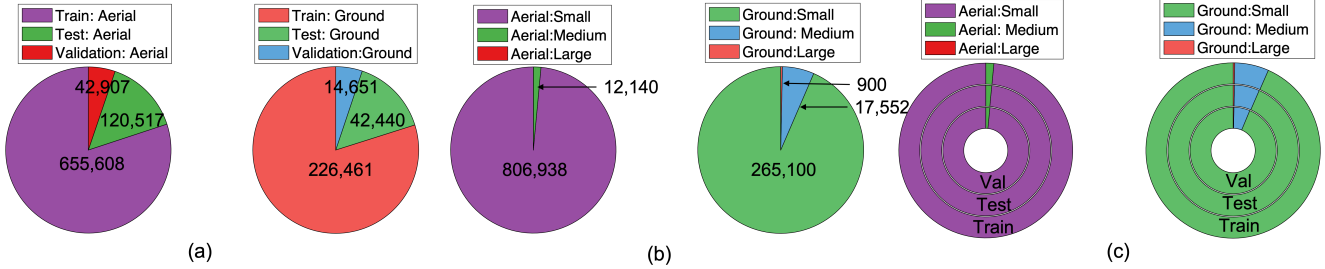 Train: Aerial
Test: Aerial
Validation: Aerial
42,907
120,517
655,608
Train: Ground
Test: Ground
Validation:Ground
14,651
42,440
226,461
(a)
Aerial:Small
Aerial:Medium
Aerial:Large
12,140
806,938
Ground:Small
Ground: Medium
Ground:Large
900
17,552
265,100
(b)
Aerial:Small
Aerial: Medium
Aerial:Large
Val
Test
Train
Ground:Small
Ground: Medium
Ground:Large
Val
Test
Train
(c)